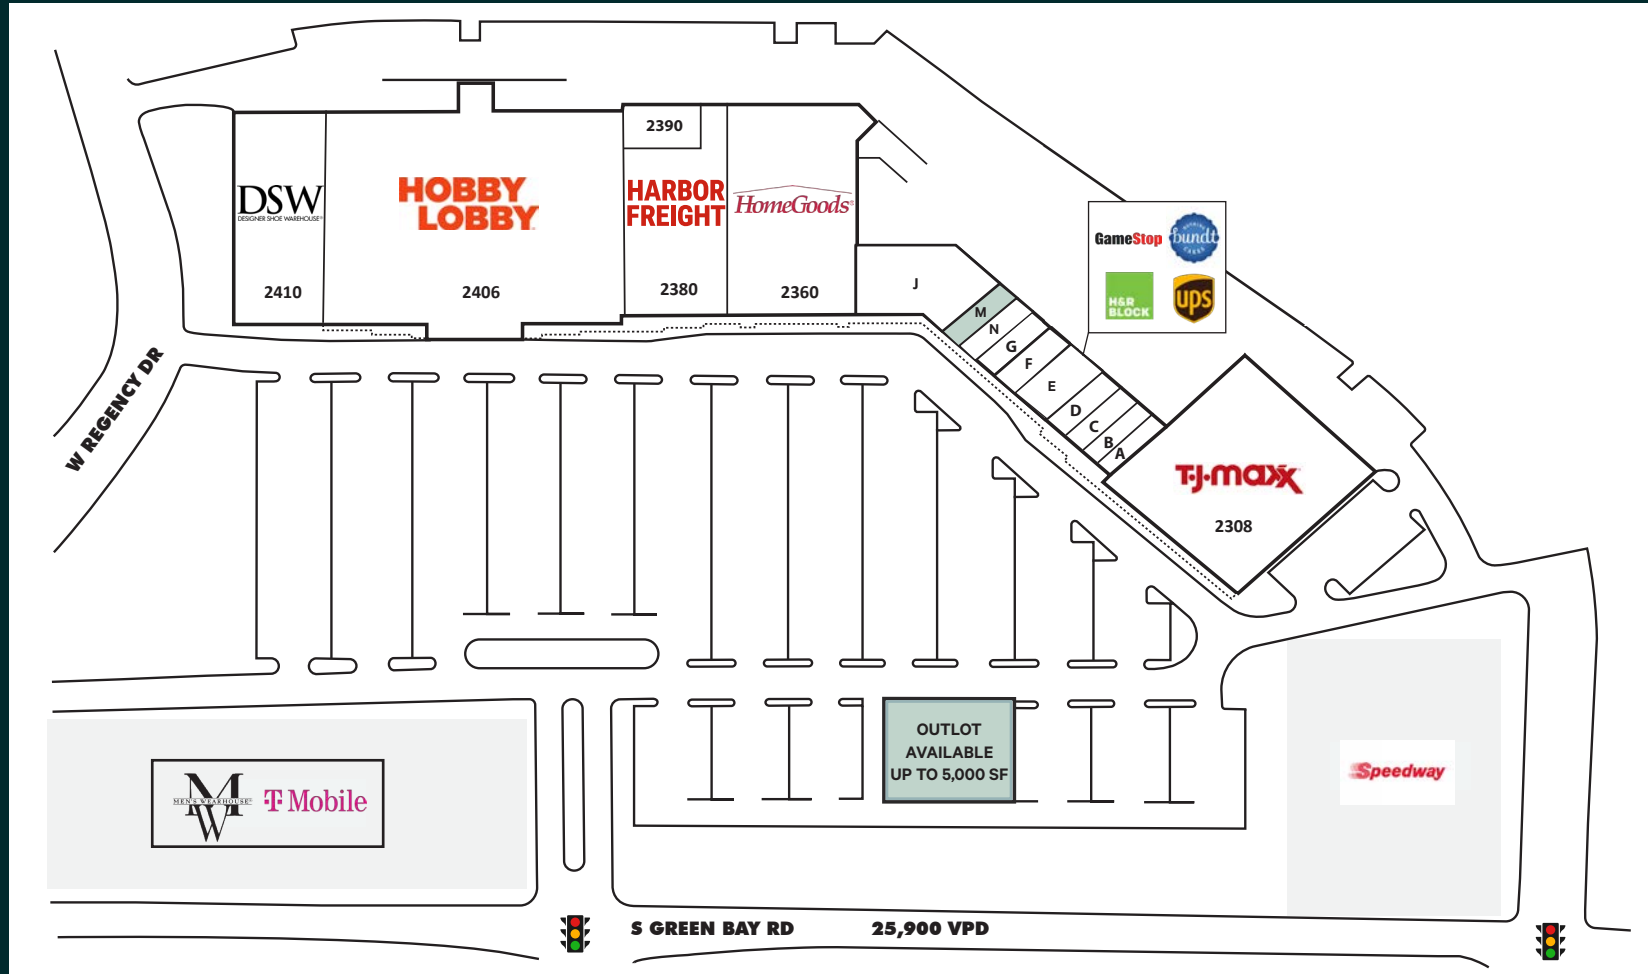 2390
DSW
DESIGNER SHOE WAREHOUSE®
HOBBY
LOBBY
HARBOR
FREIGHT
HomeGoods®
GameStop
bundt
CAKES
H&R
BLOCK
ups
2410
2406
2380
2360
J
M
N
G
F
E
D
C
B
A
T·J·maxx
2308
W REGENCY DR
OUTLOT
AVAILABLE
UP TO 5,000 SF
M
MEN'S WEARHOUSE®
W
T Mobile
Speedway
S GREEN BAY RD
25,900 VPD